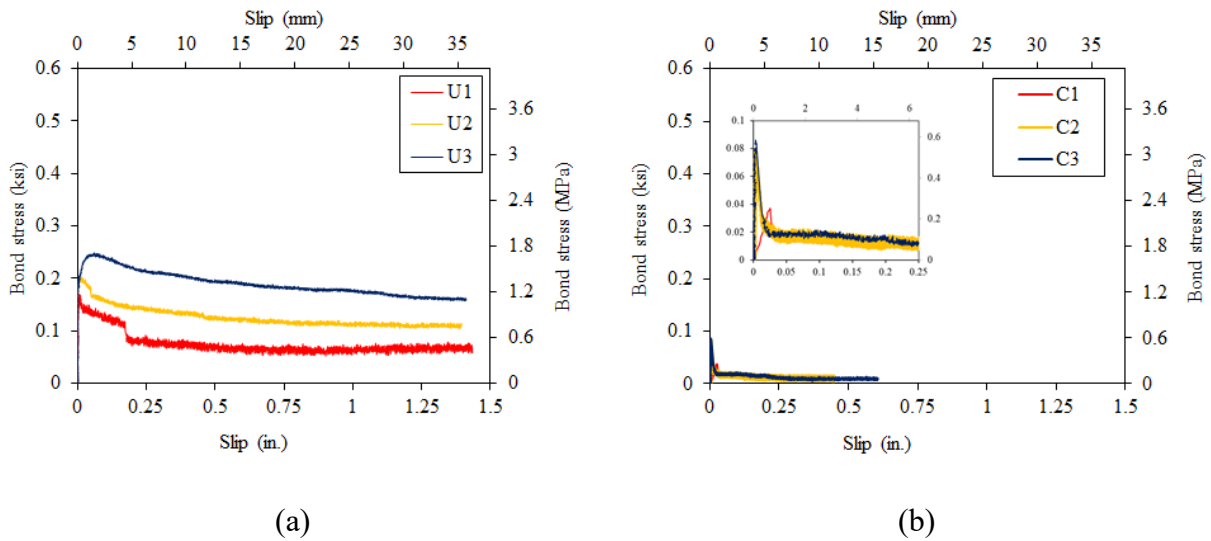 Slip (mm)
0 5 10 15 20 25 30 35
0.6
0.5
0.4
0.3
0.2
0.1
0
Bond stress (ksi)
U1
U2
U3
3.6
3
2.4
1.8
1.2
0.6
0
Bond stress (MPa)
0 0.25 0.5 0.75 1 1.25 1.5
Slip (in.)
(a)
Slip (mm)
0 5 10 15 20 25 30 35
0.6
0.5
0.4
0.3
0.2
0.1
0
Bond stress (ksi)
0 2 4 6
0.1
0.08
0.06
0.04
0.02
0
0.6
0.4
0.2
0
0 0.05 0.1 0.15 0.2 0.25
C1
C2
C3
3.6
3
2.4
1.8
1.2
0.6
0
Bond stress (MPa)
0 0.25 0.5 0.75 1 1.25 1.5
Slip (in.)
(b)